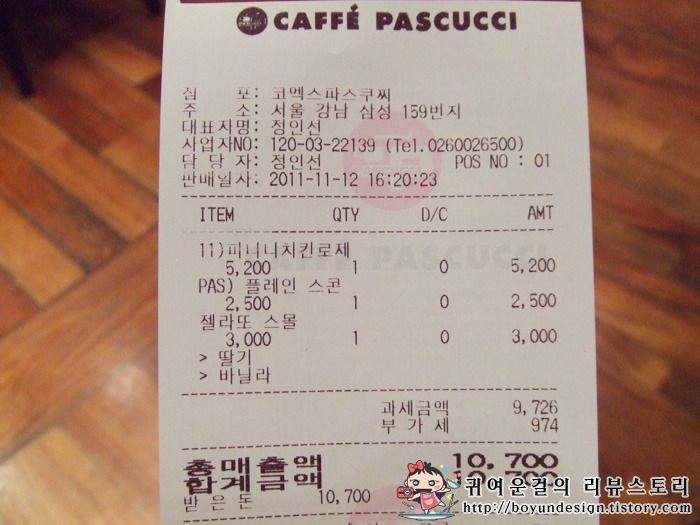 CAFFÉ PASCUCCI
점 포: 코엑스파스쿠찌
주 소: 서울 강남 삼성 159번지
대표자명: 정인선
사업자NO: 120-03-22139 (Tel.0260026500)
담 당 자: 정인선 POS NO : 01
판매일사: 2011-11-12 16:20:23
ITEM QTY D/C AMT
11)피니니치킨로제
5,200 1 0 5,200
PAS) 플레인 스콘
2,500 1 0 2,500
젤라또 스몰
3,000 1 0 3,000
> 딸기
> 바닐라
CAFFÉ PASCUCCI
과세금액 9,726
부 가 세 974
총매출액 10,700
합계금액 10,700
받 은 돈 10,700
귀여운걸의 리뷰스토리
http://boyundesign.tistory.com